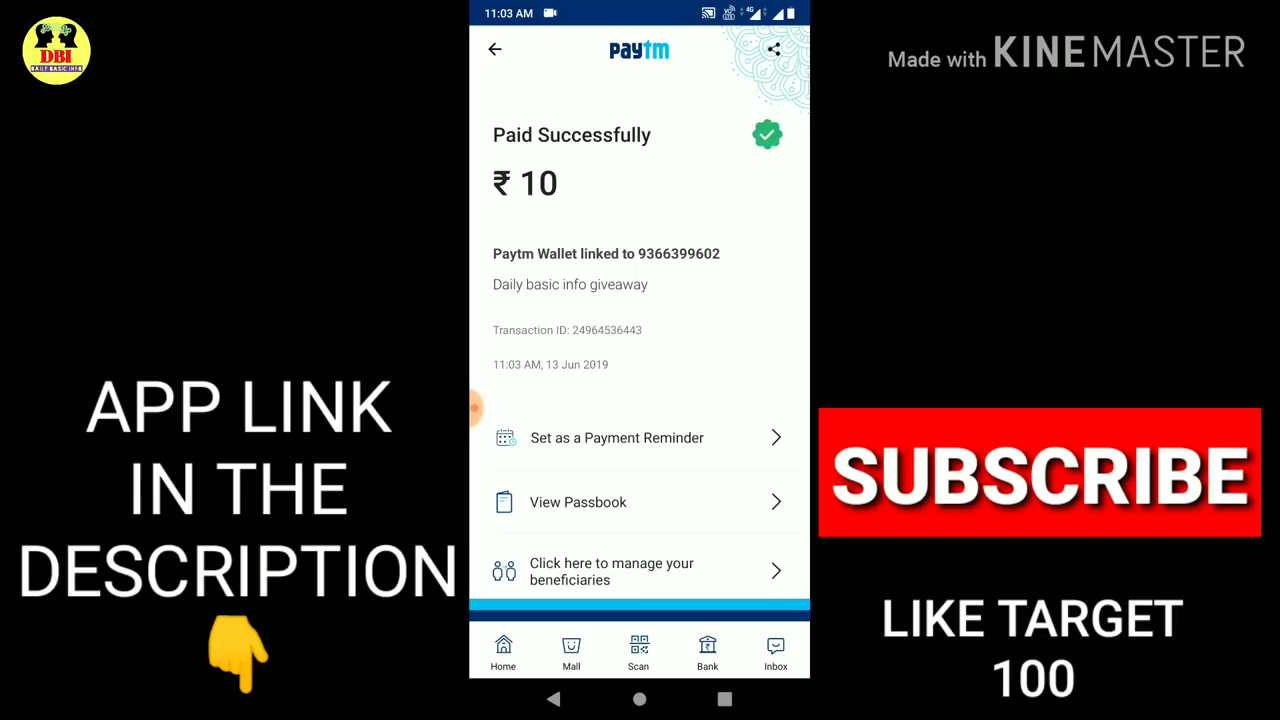 DBI
DAILY BASIC INFO
APP LINK
IN THE
DESCRIPTION
11:03 AM
4G
paytm
Paid Successfully
₹ 10
Paytm Wallet linked to 9366399602
Daily basic info giveaway
Transaction ID: 24964536443
11:03 AM, 13 Jun 2019
Set as a Payment Reminder
View Passbook
Click here to manage your
beneficiaries
Home
Mall
Scan
Bank
Inbox
Made with KINEMASTER
SUBSCRIBE
LIKE TARGET
100